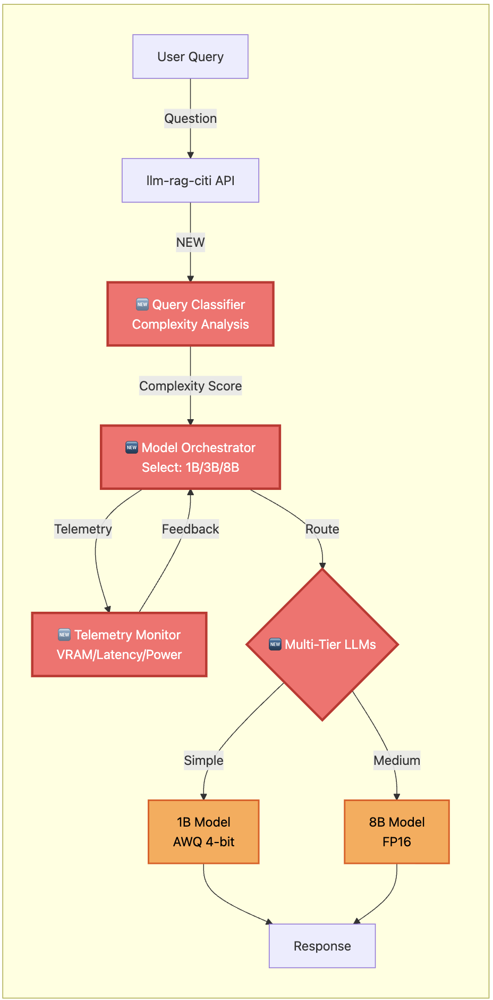 User Query
Question
llm-rag-citi API
NEW
🆕 Query Classifier
Complexity Analysis
Complexity Score
🆕 Model Orchestrator
Select: 1B/3B/8B
Telemetry
Feedback
Route
🆕 Telemetry Monitor
VRAM/Latency/Power
🆕 Multi-Tier LLMs
Simple
Medium
1B Model
AWQ 4-bit
8B Model
FP16
Response